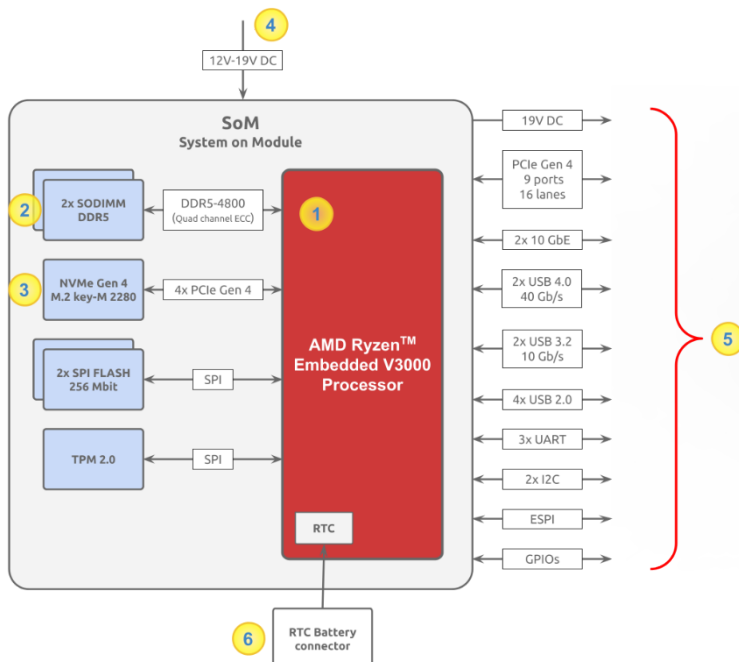 4
12V-19V DC
SoM
System on Module
19V DC
PCIe Gen 4
9 ports
16 lanes
2
2x SODIMM
DDR5
DDR5-4800
(Quad channel ECC)
1
2x 10 GbE
3
NVMe Gen 4
M.2 key-M 2280
4x PCIe Gen 4
2x USB 4.0
40 Gb/s
AMD Ryzen™
Embedded V3000
Processor
2x USB 3.2
10 Gb/s
5
2x SPI FLASH
256 Mbit
SPI
4x USB 2.0
3x UART
TPM 2.0
SPI
2x I2C
RTC
ESPI
GPIOs
6
RTC Battery
connector